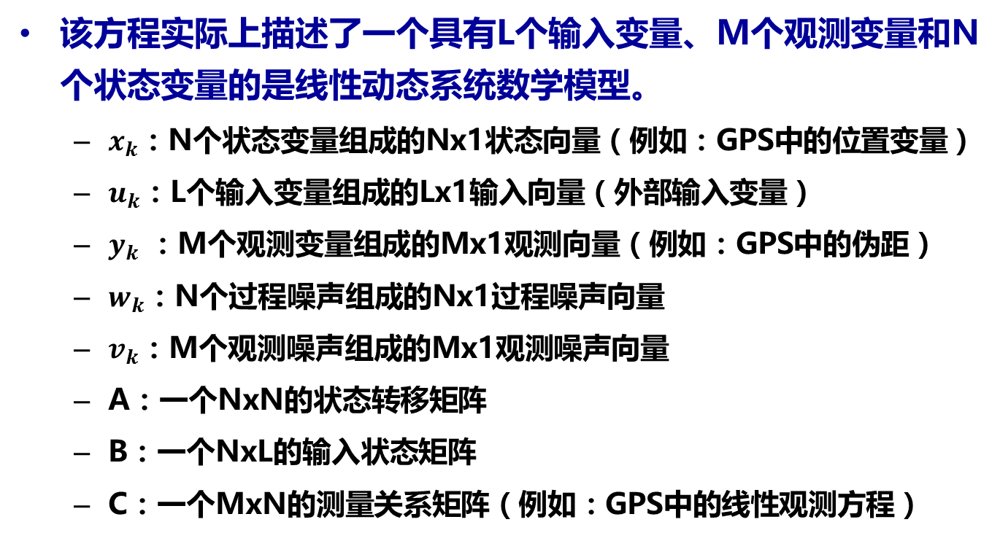 • 该方程实际上描述了一个具有L个输入变量、M个观测变量和N
个状态变量的是线性动态系统数学模型。
– xₖ：N个状态变量组成的Nx1状态向量（例如：GPS中的位置变量）
– uₖ：L个输入变量组成的Lx1输入向量（外部输入变量）
– yₖ ：M个观测变量组成的Mx1观测向量（例如：GPS中的伪距）
– wₖ：N个过程噪声组成的Nx1过程噪声向量
– vₖ：M个观测噪声组成的Mx1观测噪声向量
– A：一个NxN的状态转移矩阵
– B：一个NxL的输入状态矩阵
– C：一个MxN的测量关系矩阵（例如：GPS中的线性观测方程）